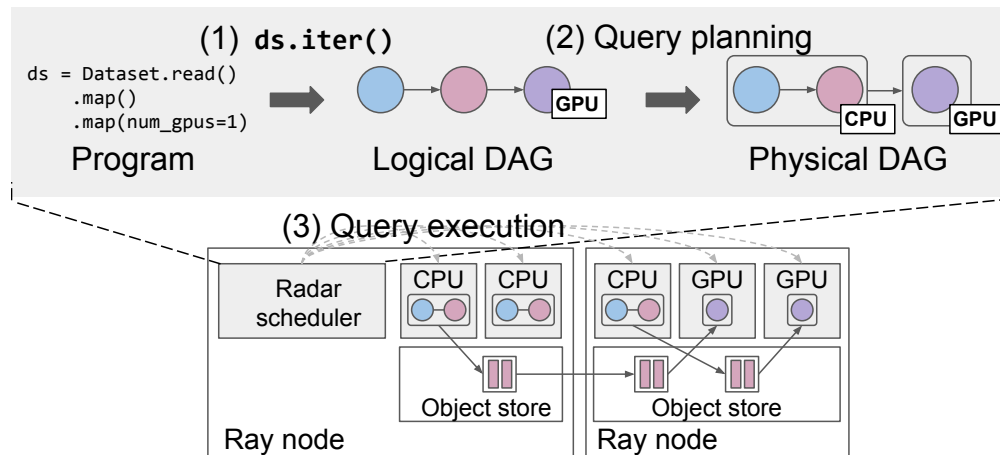 (1) ds.iter()
(2) Query planning
ds = Dataset.read()
.map()
.map(num_gpus=1)
GPU
CPU
GPU
Program
Logical DAG
Physical DAG
(3) Query execution
Radar
scheduler
CPU
CPU
CPU
GPU
GPU
Object store
Object store
Ray node
Ray node